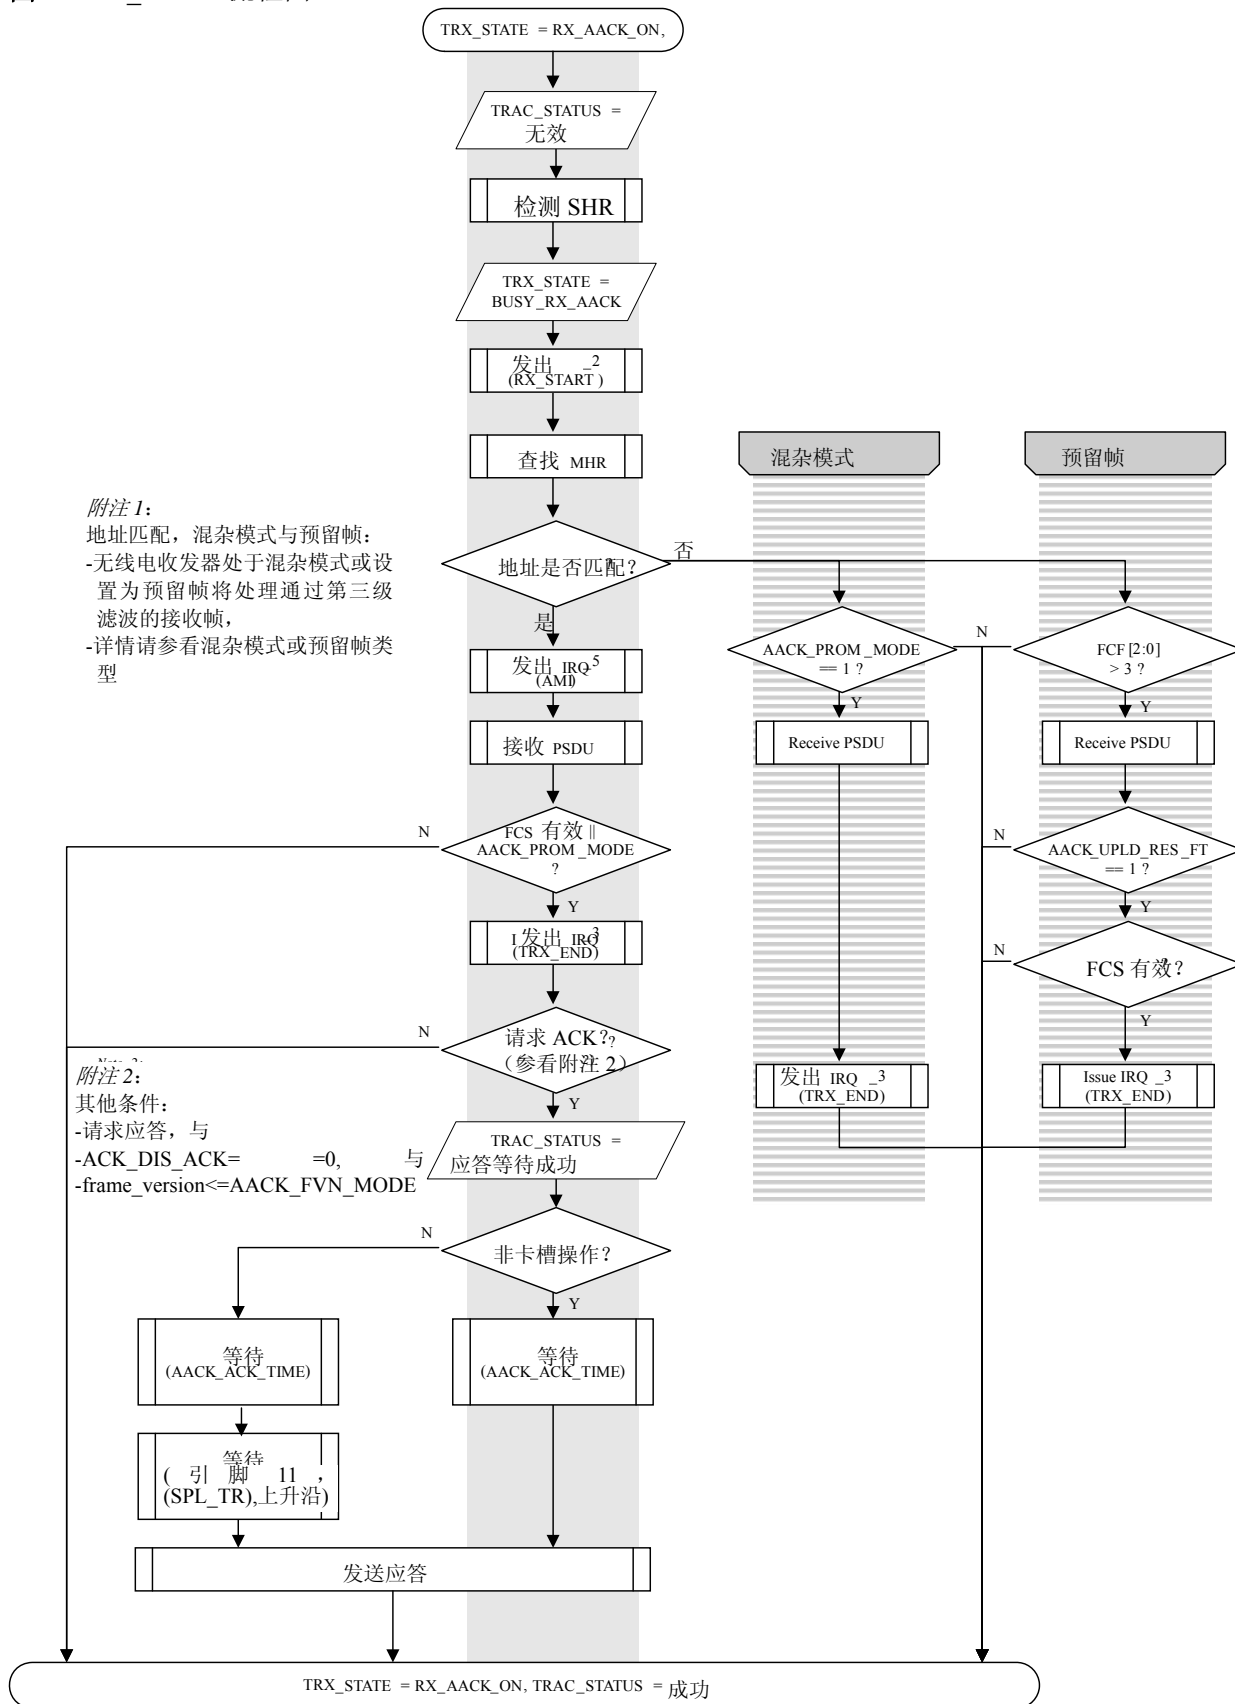 TRX_STATE = RX_AACK_ON,
TRAC_STATUS =
无效
检测 SHR
TRX_STATE =
BUSY_RX_AACK
发出 _2
(RX_START )
查找 MHR
混杂模式
预留帧
附注 1：
地址匹配，混杂模式与预留帧：
-无线电收发器处于混杂模式或设
置为预留帧将处理通过第三级
滤波的接收帧，
-详情请参看混杂模式或预留帧类
型
地址是否匹配？
否
是
AACK_PROM _MODE
== 1 ?
N
FCF [2:0]
> 3 ?
Y
Y
发出 IRQ_5
(AMI)
接收 PSDU
Receive PSDU
Receive PSDU
N
FCS 有效 ||
AACK_PROM _MODE
?
Y
N
AACK_UPLD_RES _FT
== 1 ?
Y
发出 IRQ_3
(TRX_END)
N
FCS 有效？
Y
N
请求 ACK？
（参看附注 2）
Y
附注 2：
其他条件：
-请求应答，与
-ACK_DIS_ACK= =0, 与
-frame_version<=AACK_FVN_MODE
发出 IRQ _3
(TRX_END)
Issue IRQ _3
(TRX_END)
TRAC_STATUS =
应答等待成功
N
非卡槽操作？
Y
等待
(AACK_ACK_TIME)
等待
(AACK_ACK_TIME)
等待
( 引 脚 11 ，
(SPL_TR),上升沿)
发送应答
TRX_STATE = RX_AACK_ON, TRAC_STATUS = 成功